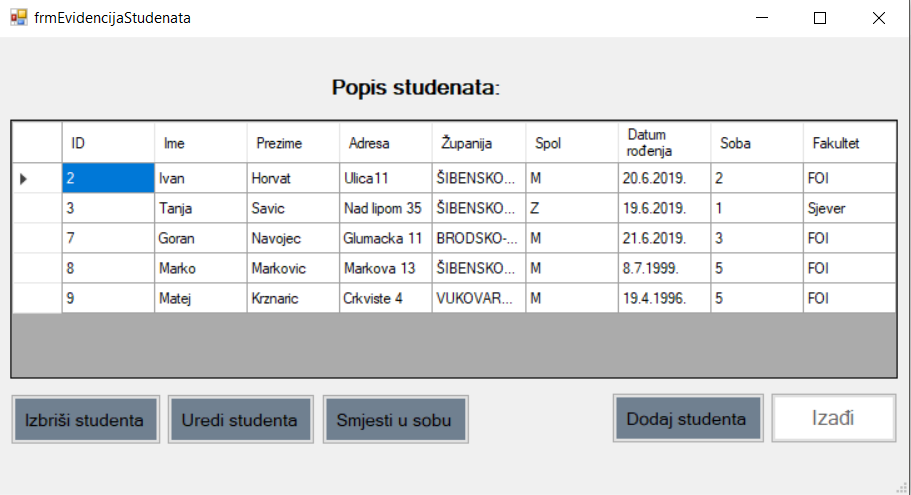 frmEvidencijaStudenata
Popis studenata:
ID Ime Prezime Adresa Županija Spol Datum rođenja Soba Fakultet
2 Ivan Horvat Ulica11 ŠIBENSKO... M 20.6.2019. 2 FOI
3 Tanja Savic Nad lipom 35 ŠIBENSKO... Z 19.6.2019. 1 Sjever
7 Goran Navojec Glumacka 11 BRODSKO-... M 21.6.2019. 3 FOI
8 Marko Markovic Markova 13 ŠIBENSKO... M 8.7.1999. 5 FOI
9 Matej Krznaric Crkviste 4 VUKOVAR... M 19.4.1996. 5 FOI
Izbriši studenta Uredi studenta Smjesti u sobu Dodaj studenta Izađi